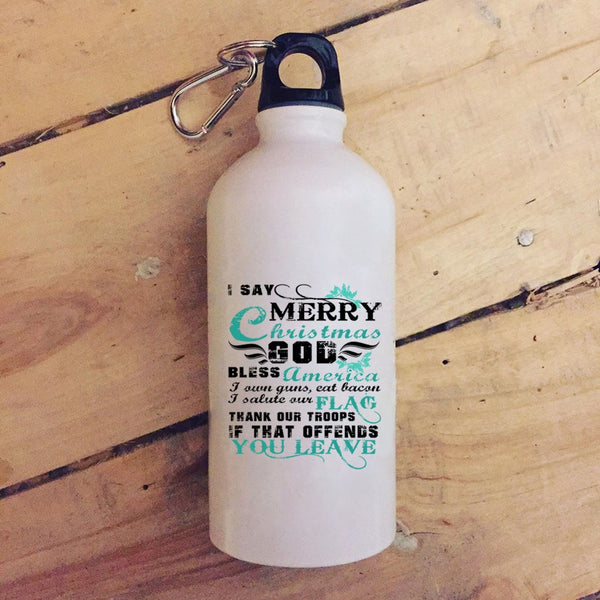 I SAY
MERRY
Christmas
GOD
BLESS America
I own guns, eat bacon
I salute our FLAG
THANK OUR TROOPS
IF THAT OFFENDS
YOU LEAVE